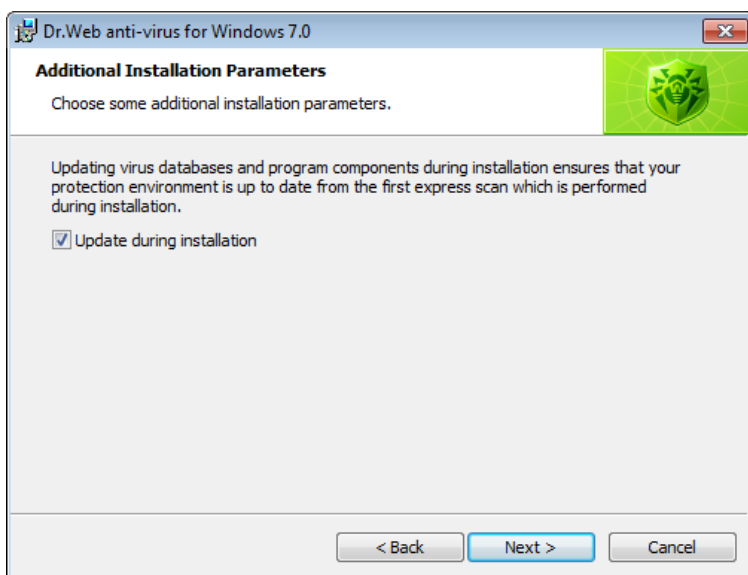 Dr.Web anti-virus for Windows 7.0
Additional Installation Parameters
Choose some additional installation parameters.
Updating virus databases and program components during installation ensures that your
protection environment is up to date from the first express scan which is performed
during installation.
Update during installation
< Back
Next >
Cancel